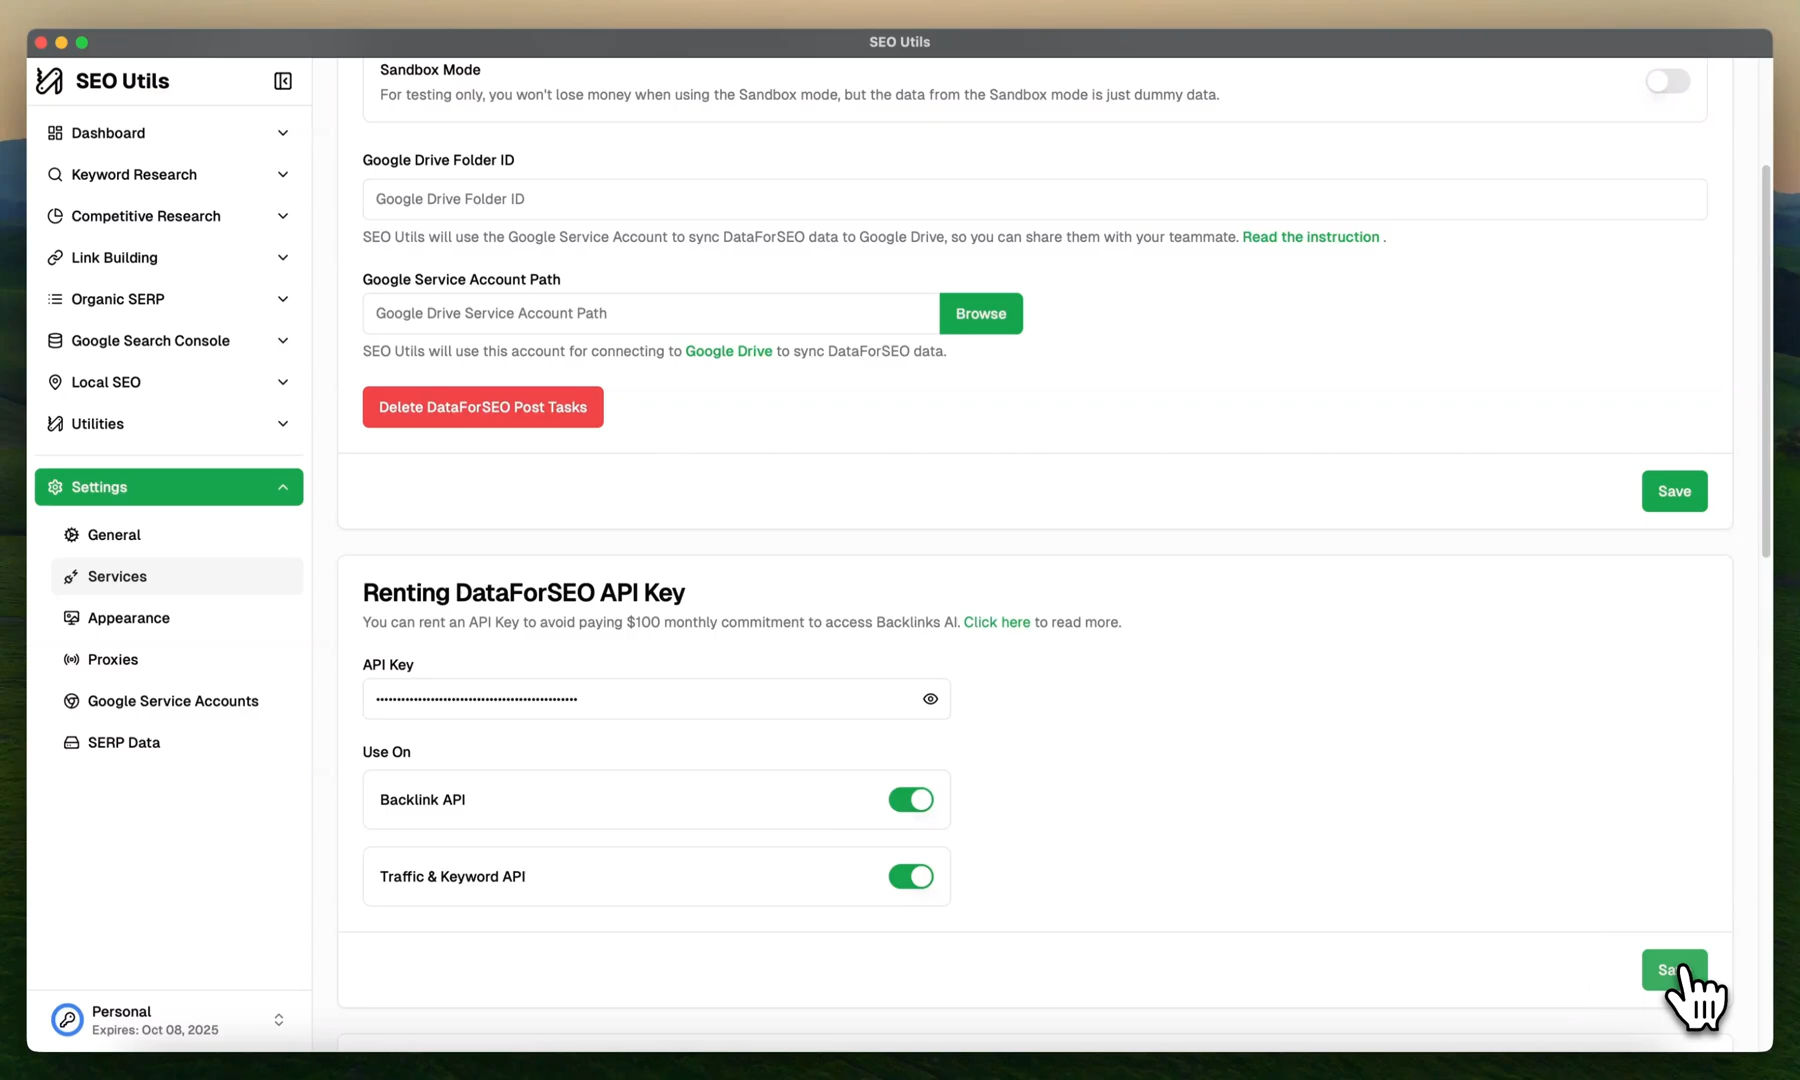 SEO Utils
SEO Utils
Dashboard
Keyword Research
Competitive Research
Link Building
Organic SERP
Google Search Console
Local SEO
Utilities
Settings
General
Services
Appearance
Proxies
Google Service Accounts
SERP Data
Personal
Expires: Oct 08, 2025
Sandbox Mode
For testing only, you won't lose money when using the Sandbox mode, but the data from the Sandbox mode is just dummy data.
Google Drive Folder ID
Google Drive Folder ID
SEO Utils will use the Google Service Account to sync DataForSEO data to Google Drive, so you can share them with your teammate. Read the instruction .
Google Service Account Path
Google Drive Service Account Path
Browse
SEO Utils will use this account for connecting to Google Drive to sync DataForSEO data.
Delete DataForSEO Post Tasks
Save
Renting DataForSEO API Key
You can rent an API Key to avoid paying $100 monthly commitment to access Backlinks AI. Click here to read more.
API Key
Use On
Backlink API
Traffic & Keyword API